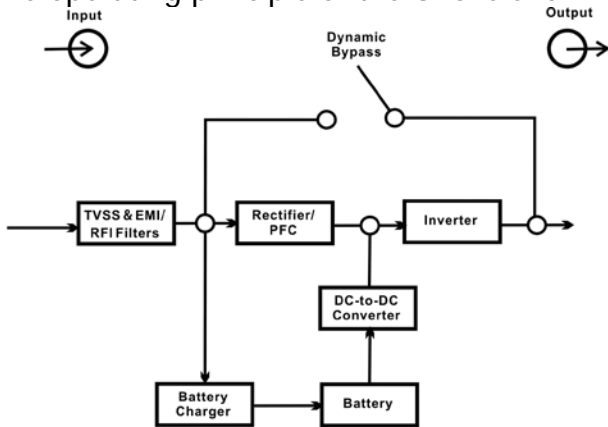 Input
Output
Dynamic
Bypass
TVSS & EMI/
RFI Filters
Rectifier/
PFC
Inverter
DC-to-DC
Converter
Battery
Charger
Battery